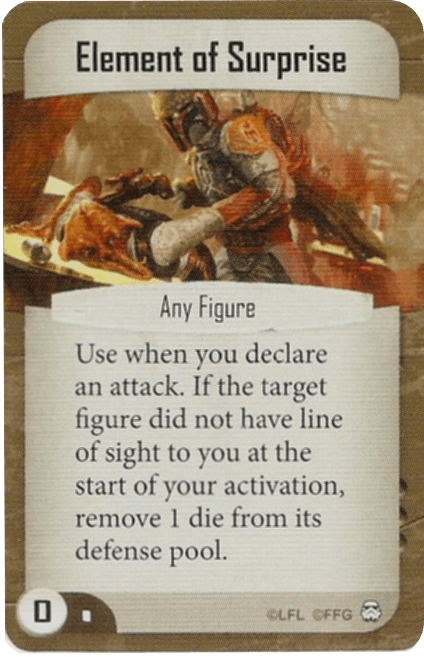 Element of Surprise
Any Figure
Use when you declare
an attack. If the target
figure did not have line
of sight to you at the
start of your activation,
remove 1 die from its
defense pool.
0
©LFL ©FFG